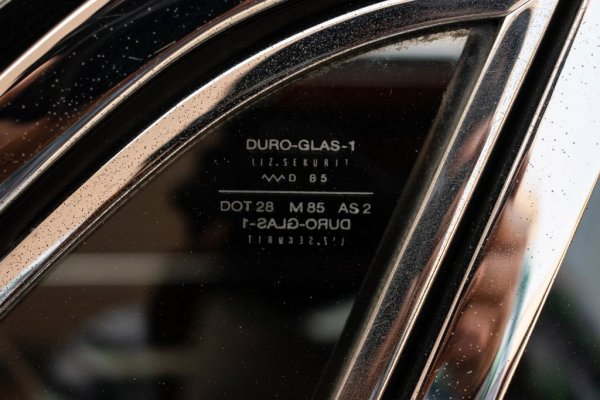 DURO-GLAS-1
LIZ.SEKURIT
D 85
DOT 28 M 85 AS 2
DURO-GLAS-1
LIZ.SEKURIT